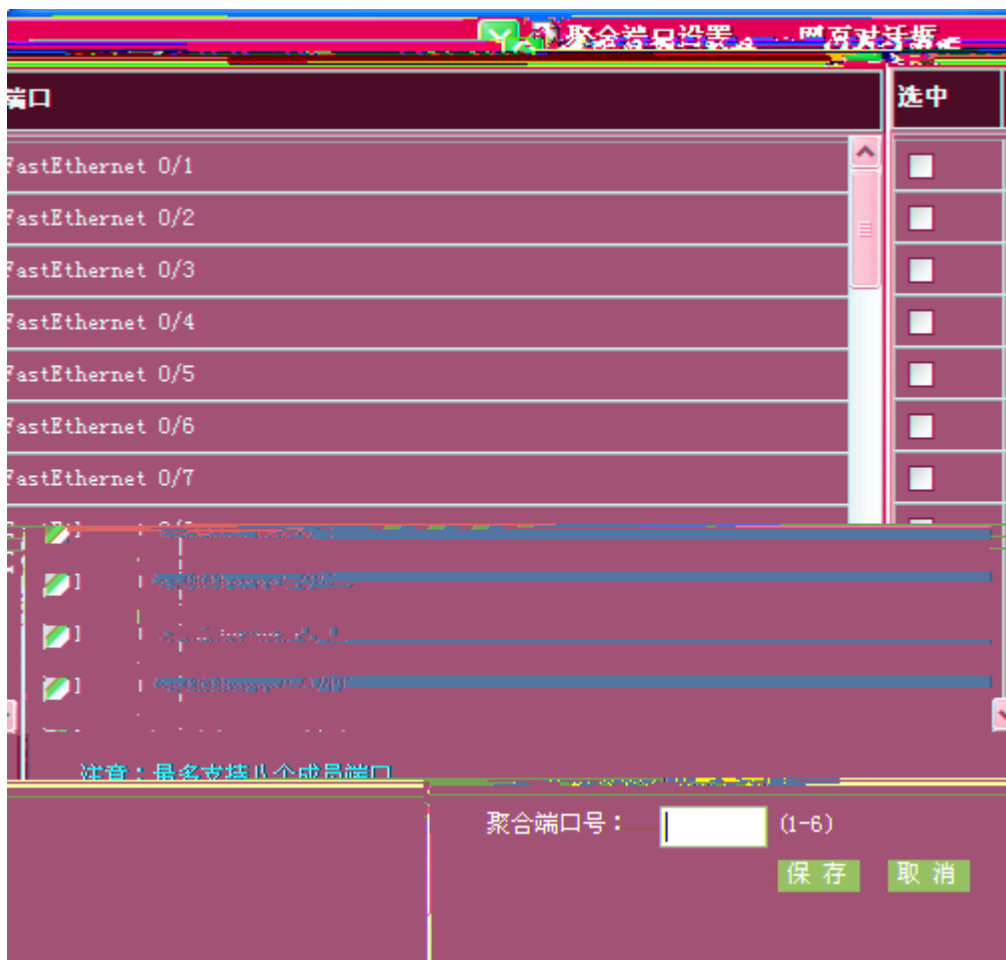 聚合端口设置
端口 选中
FastEthernet 0/1
FastEthernet 0/2
FastEthernet 0/3
FastEthernet 0/4
FastEthernet 0/5
FastEthernet 0/6
FastEthernet 0/7
注意：最多支持八个成员端口
聚合端口号： (1-6)
保存 取消